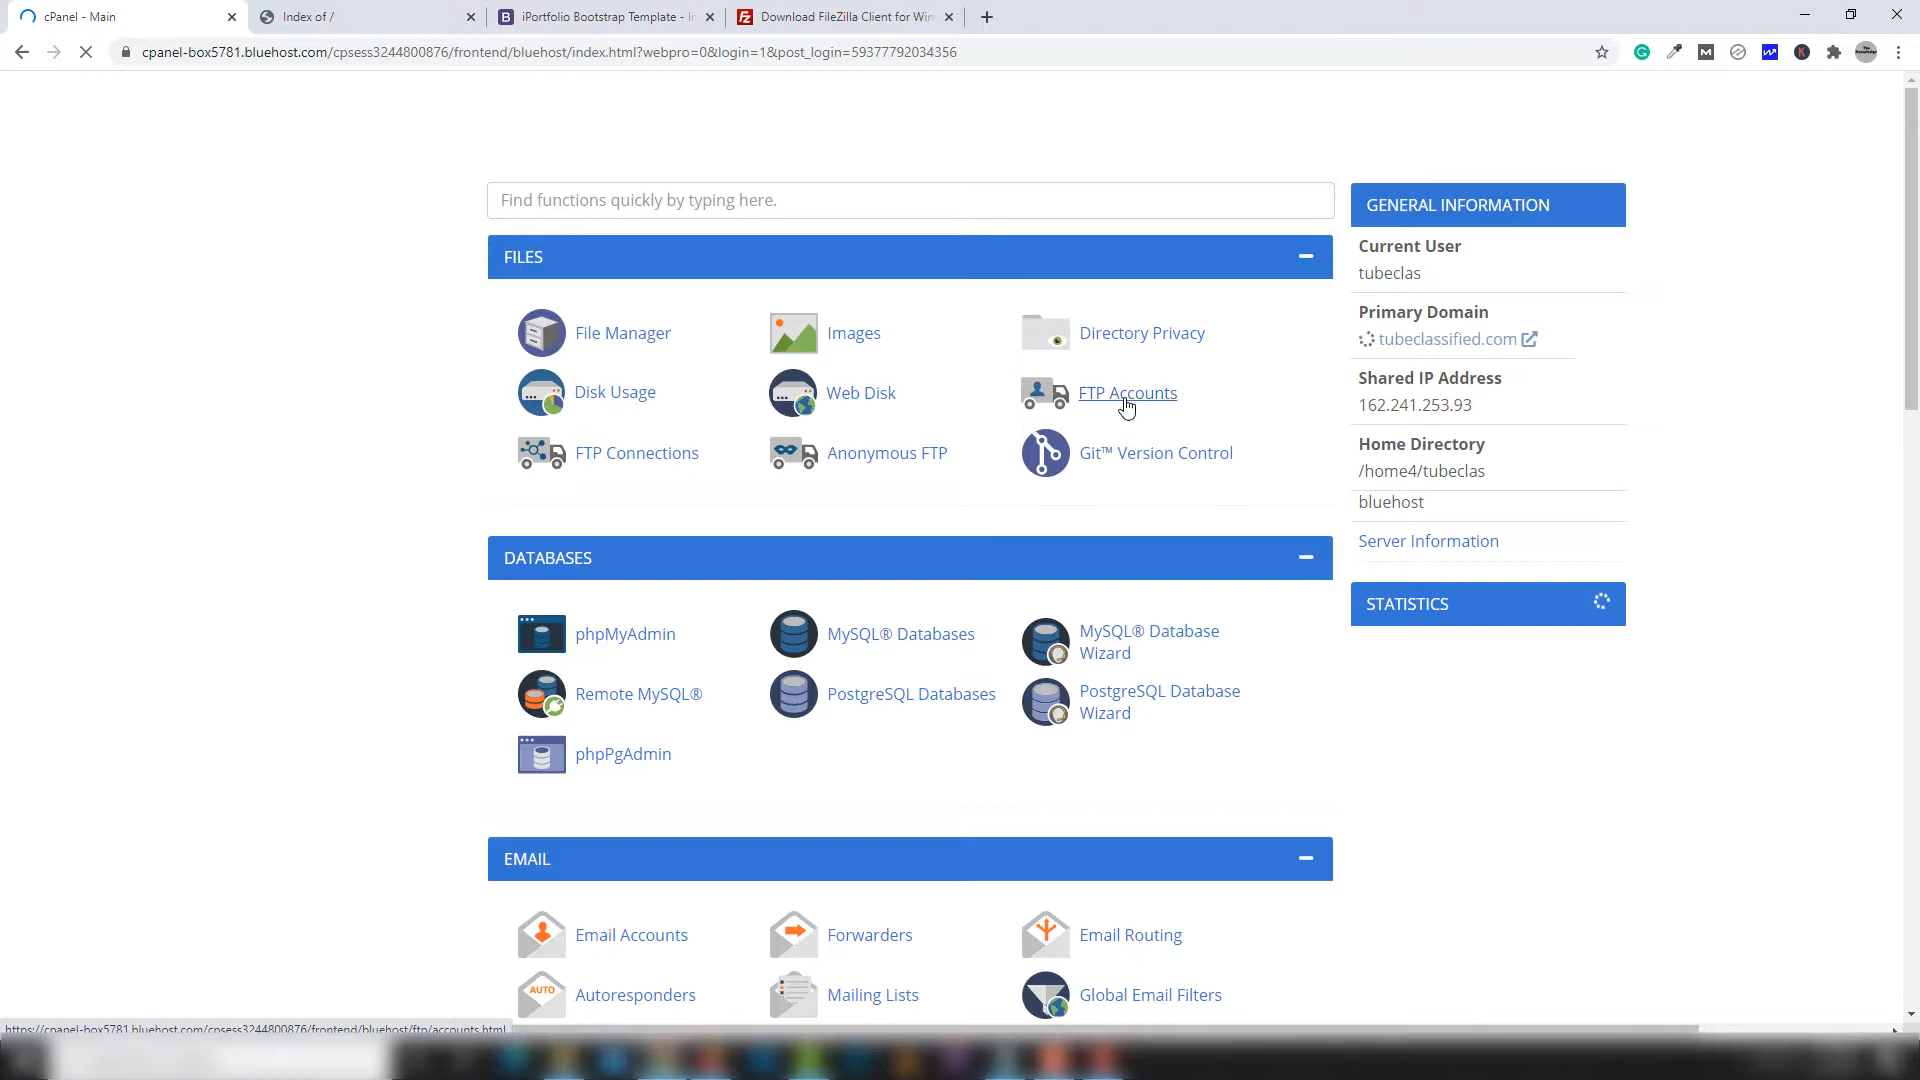 cPanel - Main
Index of /
iPortfolio Bootstrap Template - In
Download FileZilla Client for Win
cpanel-box5781.bluehost.com/cpsess3244800876/frontend/bluehost/index.html?webpro=0&login=1&post_login=59377792034356
Find functions quickly by typing here.
FILES
File Manager
Images
Directory Privacy
Disk Usage
Web Disk
FTP Accounts
FTP Connections
Anonymous FTP
Git™ Version Control
DATABASES
phpMyAdmin
MySQL® Databases
MySQL® Database
Wizard
Remote MySQL®
PostgreSQL Databases
PostgreSQL Database
Wizard
phpPgAdmin
EMAIL
Email Accounts
Forwarders
Email Routing
AUTO
Autoresponders
Mailing Lists
Global Email Filters
GENERAL INFORMATION
Current User
tubeclas
Primary Domain
tubeclassified.com
Shared IP Address
162.241.253.93
Home Directory
/home4/tubeclas
bluehost
Server Information
STATISTICS
https://cpanel-box5781.bluehost.com/cpsess3244800876/frontend/bluehost/ftp/accounts.html